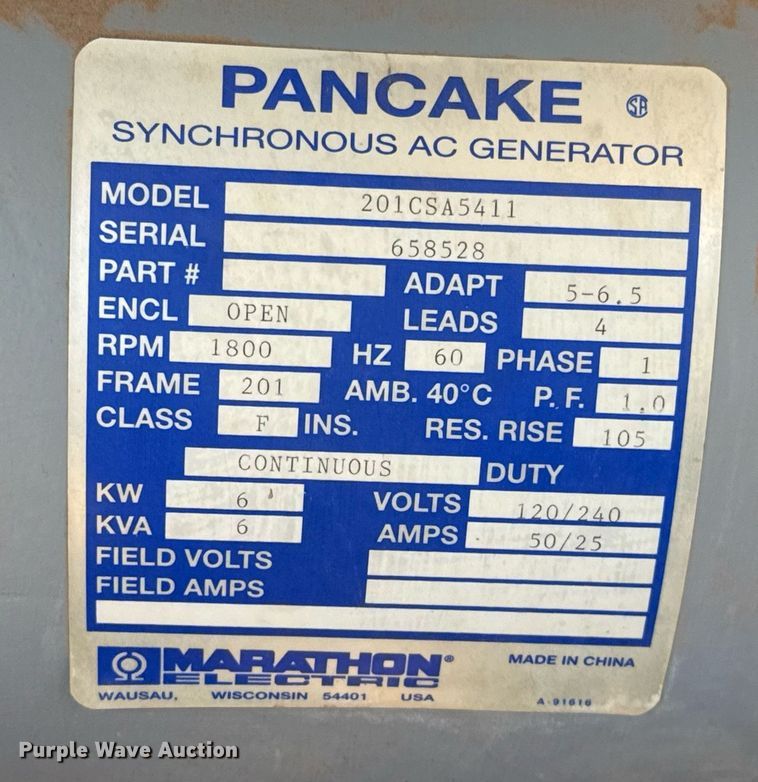 PANCAKE SA
SYNCHRONOUS AC GENERATOR
MODEL 201CSA5411
SERIAL 658528
PART # ADAPT 5-6.5
ENCL OPEN LEADS 4
RPM 1800 HZ 60 PHASE 1
FRAME 201 AMB. 40°C P.F. 1.0
CLASS F INS. RES. RISE 105
CONTINUOUS DUTY
KW 6 VOLTS 120/240
KVA 6 AMPS 50/25
FIELD VOLTS
FIELD AMPS
MARATHON® MADE IN CHINA
ELECTRIC
WAUSAU, WISCONSIN 54401 USA A-91616
Purple Wave Auction